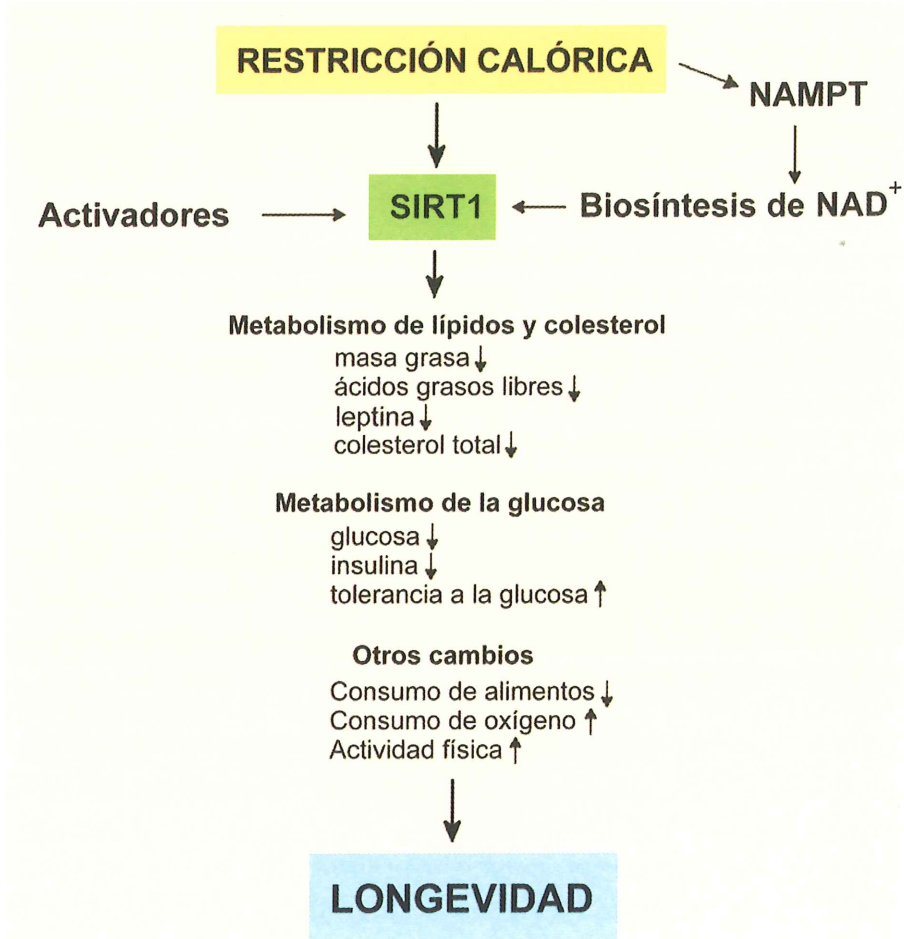 RESTRICCIÓN CALÓRICA
NAMPT
Activadores
SIRT1
Biosíntesis de NAD+
Metabolismo de lípidos y colesterol
masa grasa ↓
ácidos grasos libres ↓
leptina ↓
colesterol total ↓
Metabolismo de la glucosa
glucosa ↓
insulina ↓
tolerancia a la glucosa ↑
Otros cambios
Consumo de alimentos ↓
Consumo de oxígeno ↑
Actividad física ↑
LONGEVIDAD